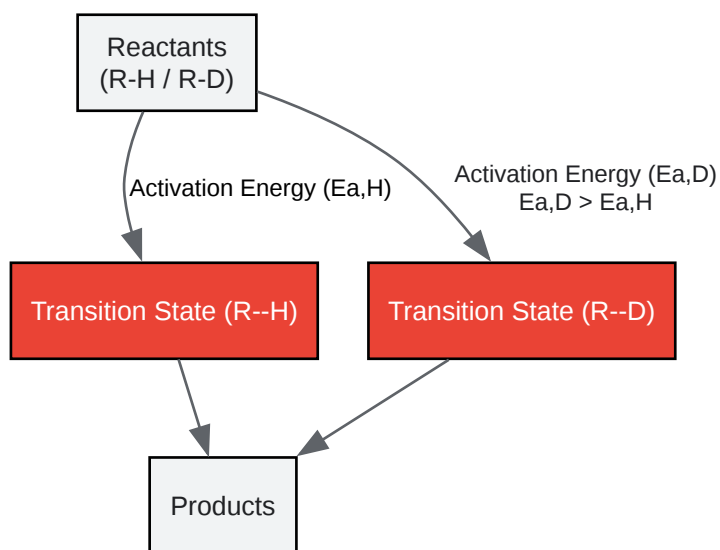 Reactants
(R-H / R-D)
Activation Energy (Ea,H)
Activation Energy (Ea,D)
Ea,D > Ea,H
Transition State (R--H)
Transition State (R--D)
Products